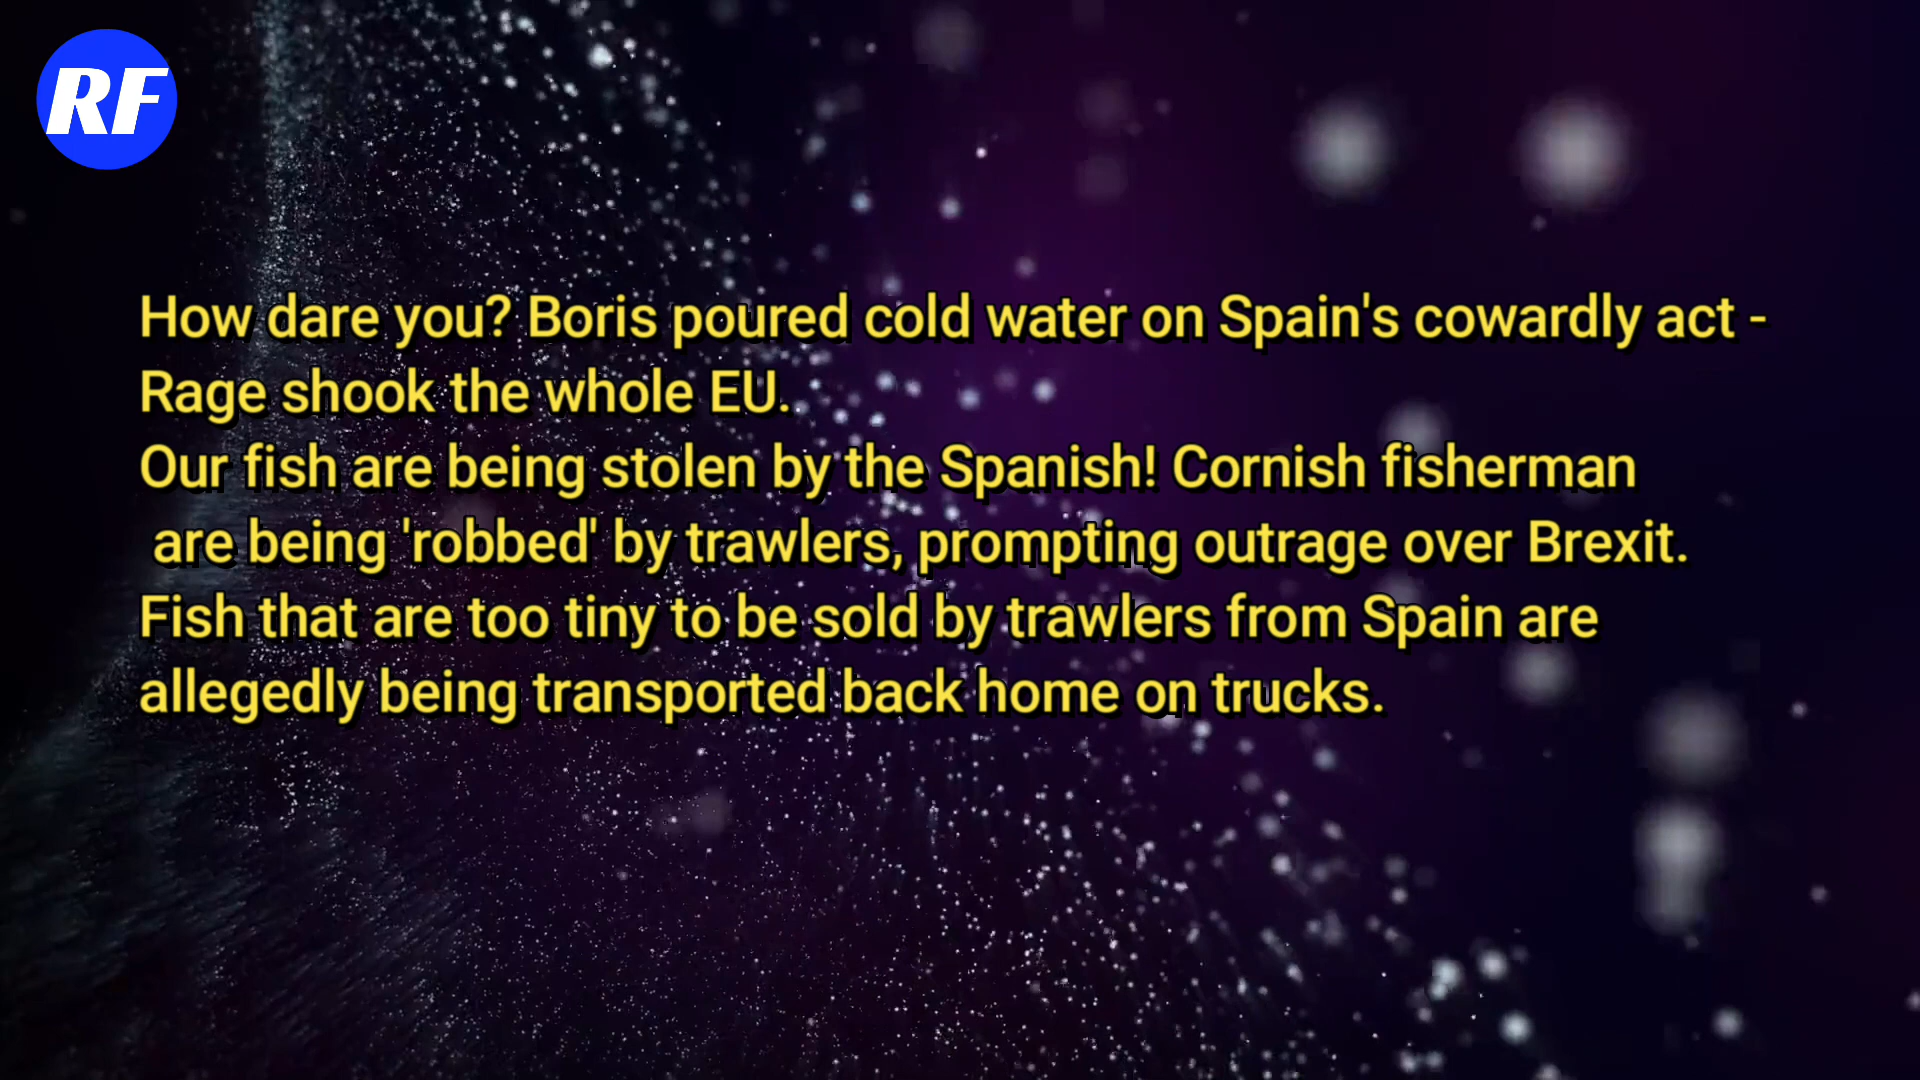 RF
How dare you? Boris poured cold water on Spain's cowardly act -
Rage shook the whole EU.
Our fish are being stolen by the Spanish! Cornish fisherman
are being 'robbed' by trawlers, prompting outrage over Brexit.
Fish that are too tiny to be sold by trawlers from Spain are
allegedly being transported back home on trucks.